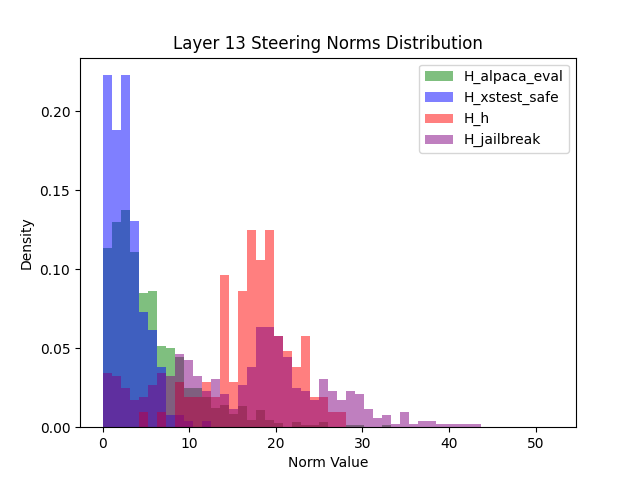 Layer 13 Steering Norms Distribution
H_alpaca_eval
H_xstest_safe
H_h
H_jailbreak
Density
0.20
0.15
0.10
0.05
0.00
0 10 20 30 40 50
Norm Value